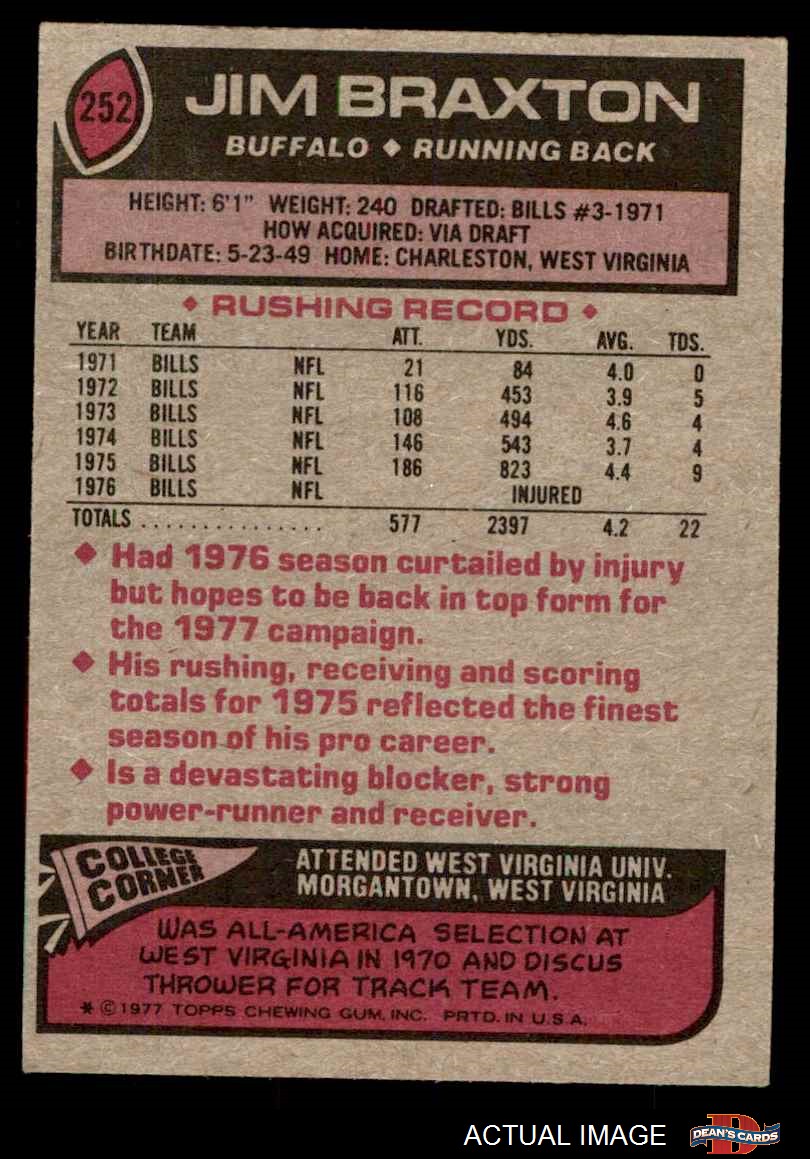 252
JIM BRAXTON
BUFFALO ♦ RUNNING BACK
HEIGHT: 6'1" WEIGHT: 240 DRAFTED: BILLS #3-1971
HOW ACQUIRED: VIA DRAFT
BIRTHDATE: 5-23-49 HOME: CHARLESTON, WEST VIRGINIA
♦ RUSHING RECORD ♦
YEAR TEAM ATT. YDS. AVG. TDS.
1971 BILLS NFL 21 84 4.0 0
1972 BILLS NFL 116 453 3.9 5
1973 BILLS NFL 108 494 4.6 4
1974 BILLS NFL 146 543 3.7 4
1975 BILLS NFL 186 823 4.4 9
1976 BILLS NFL INJURED
TOTALS ................ 577 2397 4.2 22
♦ Had 1976 season curtailed by injury
but hopes to be back in top form for
the 1977 campaign.
♦ His rushing, receiving and scoring
totals for 1975 reflected the finest
season of his pro career.
♦ Is a devastating blocker, strong
power-runner and receiver.
COLLEGE
CORNER
ATTENDED WEST VIRGINIA UNIV.
MORGANTOWN, WEST VIRGINIA
WAS ALL-AMERICA SELECTION AT
WEST VIRGINIA IN 1970 AND DISCUS
THROWER FOR TRACK TEAM.
* © 1977 TOPPS CHEWING GUM, INC. PRTD. IN U.S.A.
ACTUAL IMAGE
D
DEAN'S CARDS